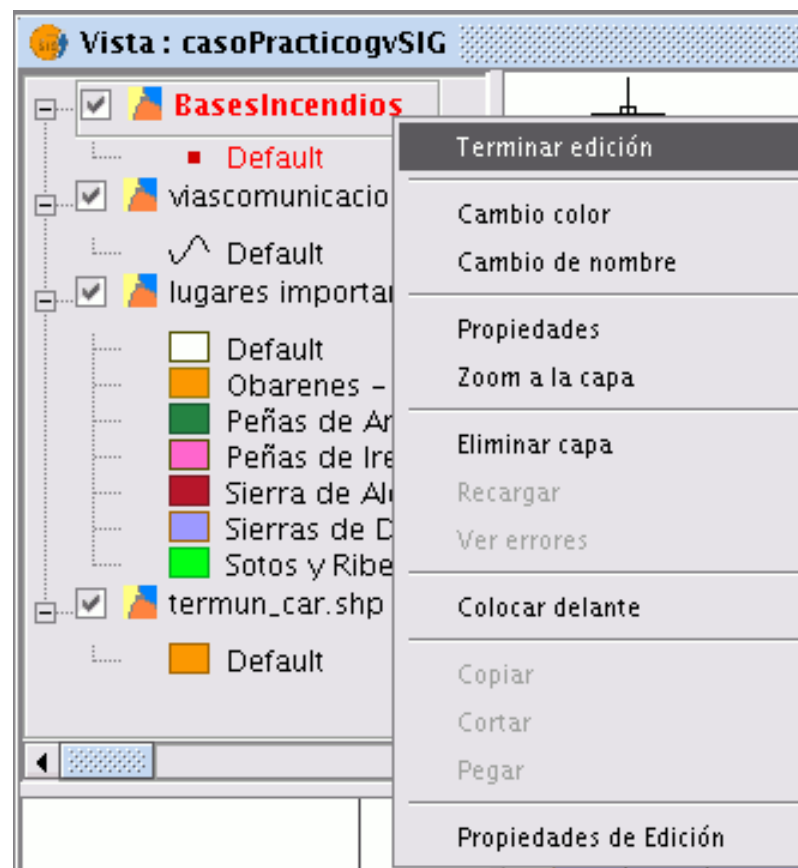 Vista : casoPracticogvSIG
BasesIncendios
Default
viascomunicacio
Default
lugares importa
Default
Obarenes –
Peñas de Ar
Peñas de Ire
Sierra de Al
Sierras de D
Sotos y Ribe
termun_car.shp
Default
Terminar edición
Cambio color
Cambio de nombre
Propiedades
Zoom a la capa
Eliminar capa
Recargar
Ver errores
Colocar delante
Copiar
Cortar
Pegar
Propiedades de Edición